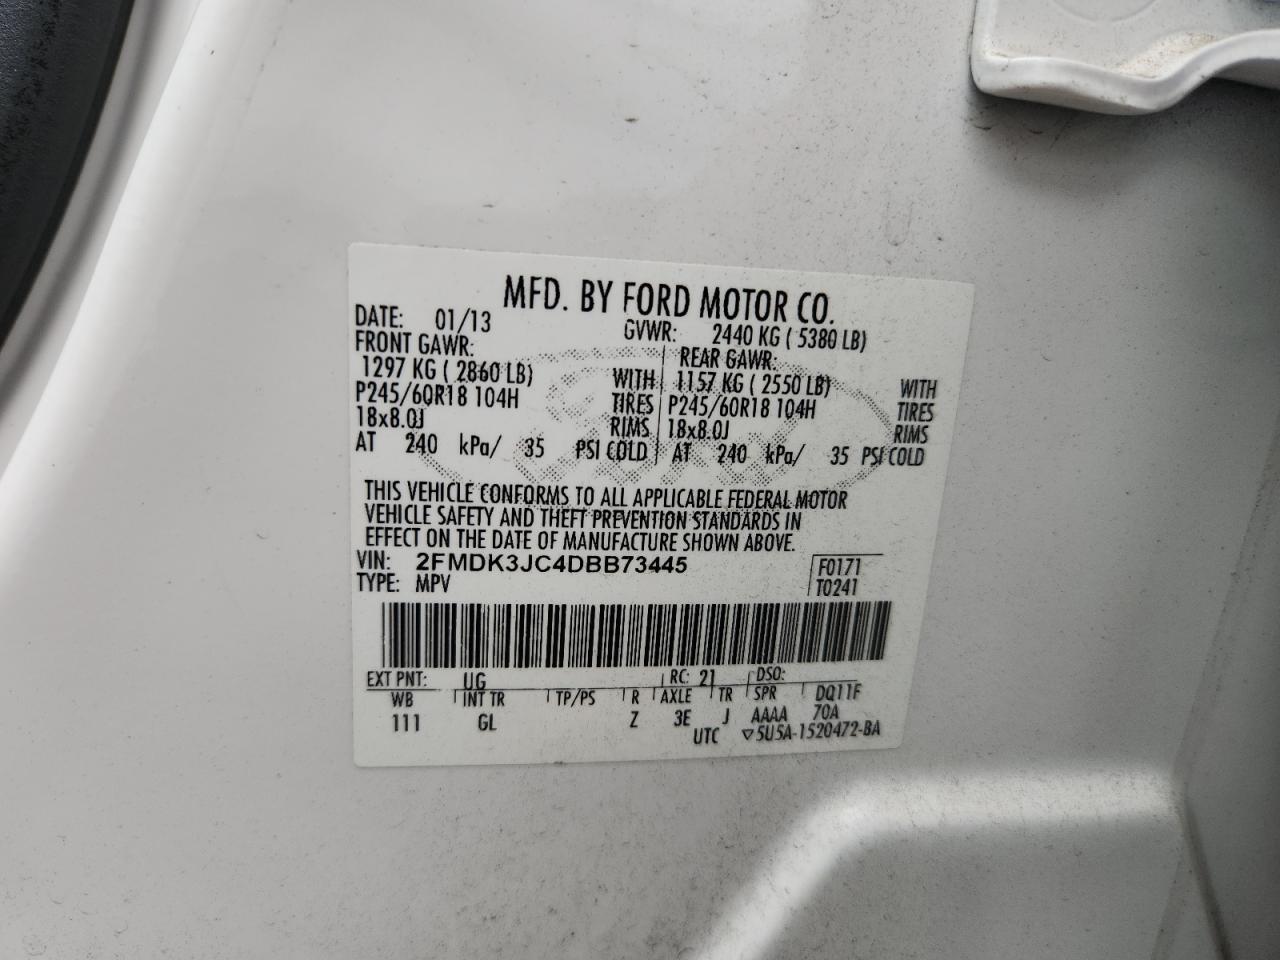 MFD. BY FORD MOTOR CO.
DATE: 01/13 GVWR: 2440 KG ( 5380 LB)
FRONT GAWR: REAR GAWR:
1297 KG ( 2860 LB) WITH 1157 KG ( 2550 LB) WITH
P245/60R18 104H TIRES P245/60R18 104H TIRES
18x8.0J RIMS 18x8.0J RIMS
AT 240 kPa/ 35 PSI COLD AT 240 kPa/ 35 PSI COLD
THIS VEHICLE CONFORMS TO ALL APPLICABLE FEDERAL MOTOR
VEHICLE SAFETY AND THEFT PREVENTION STANDARDS IN
EFFECT ON THE DATE OF MANUFACTURE SHOWN ABOVE.
VIN: 2FMDK3JC4DBB73445 F0171
TYPE: MPV T0241
EXT PNT: UG RC: 21 DSO:
WB INT TR TP/PS R AXLE TR SPR DQ11F
111 GL Z 3E J AAAA 70A
UTC ▽5U5A-1520472-BA